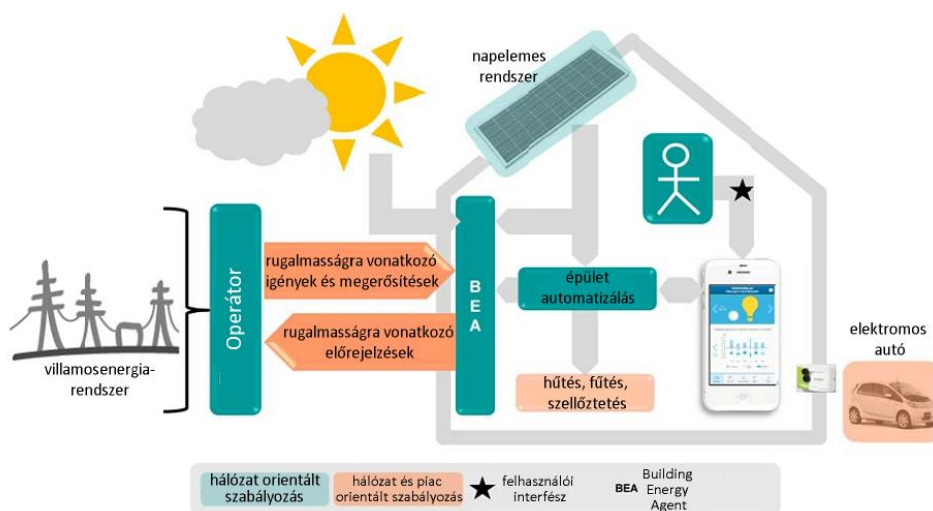 napelemes
rendszer
Operátor
rugalmasságra vonatkozó
igények és megerősítések
rugalmasságra vonatkozó
előrejelzések
B
E
A
épület
automatizálás
hűtés, fűtés,
szellőztetés
elektromos
autó
villamosenergia-
rendszer
hálózat orientált
szabályozás
hálózat és piac
orientált szabályozás
felhasználói
interfész
BEA
Building
Energy
Agent